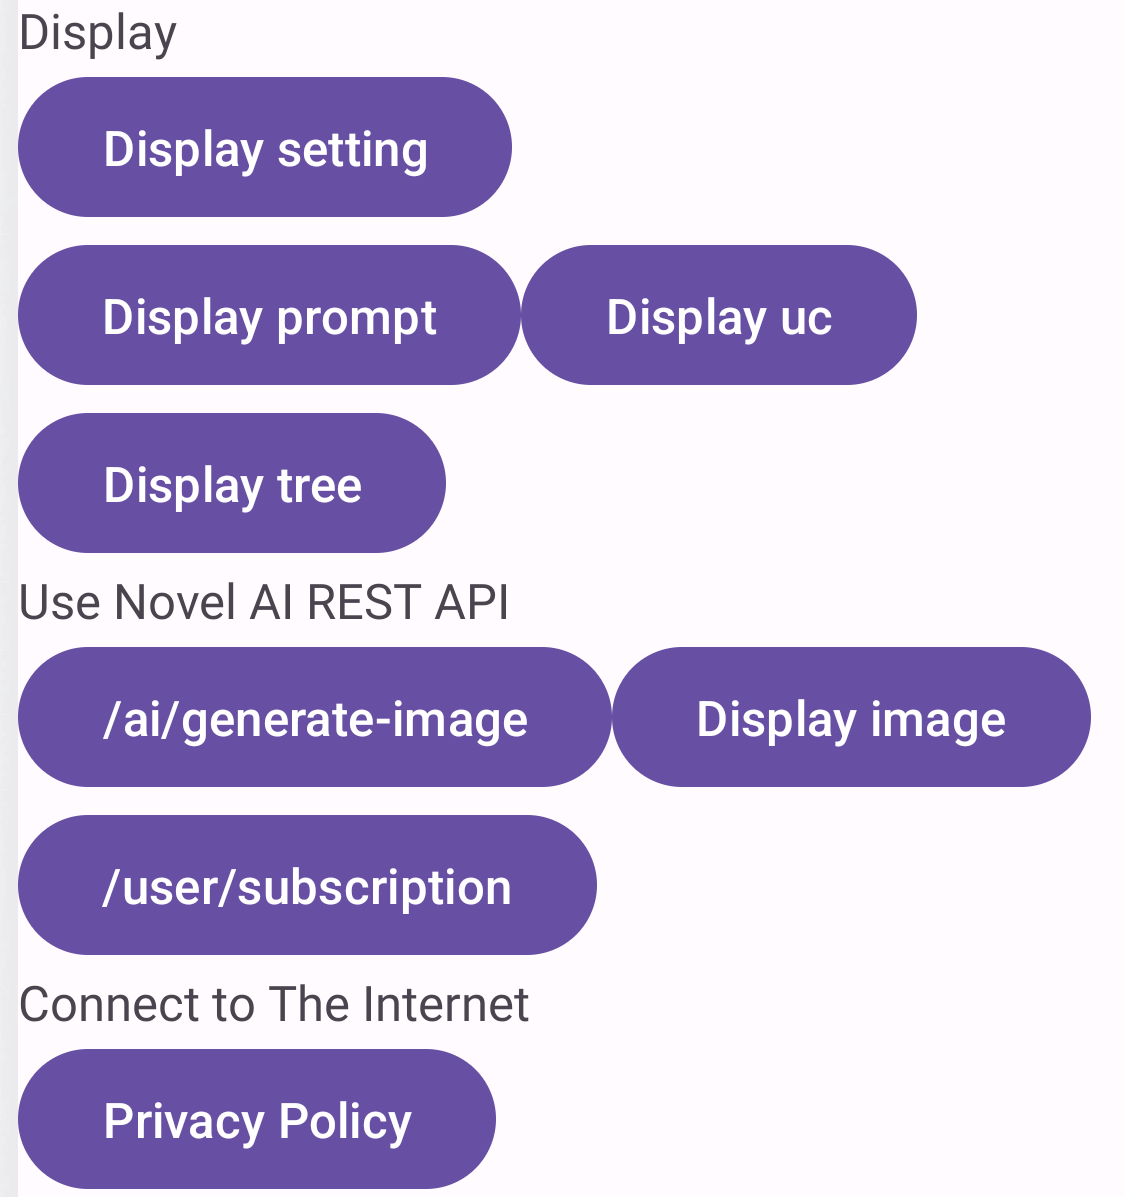 Display
Display setting
Display prompt Display uc
Display tree
Use Novel AI REST API
/ai/generate-image Display image
/user/subscription
Connect to The Internet
Privacy Policy